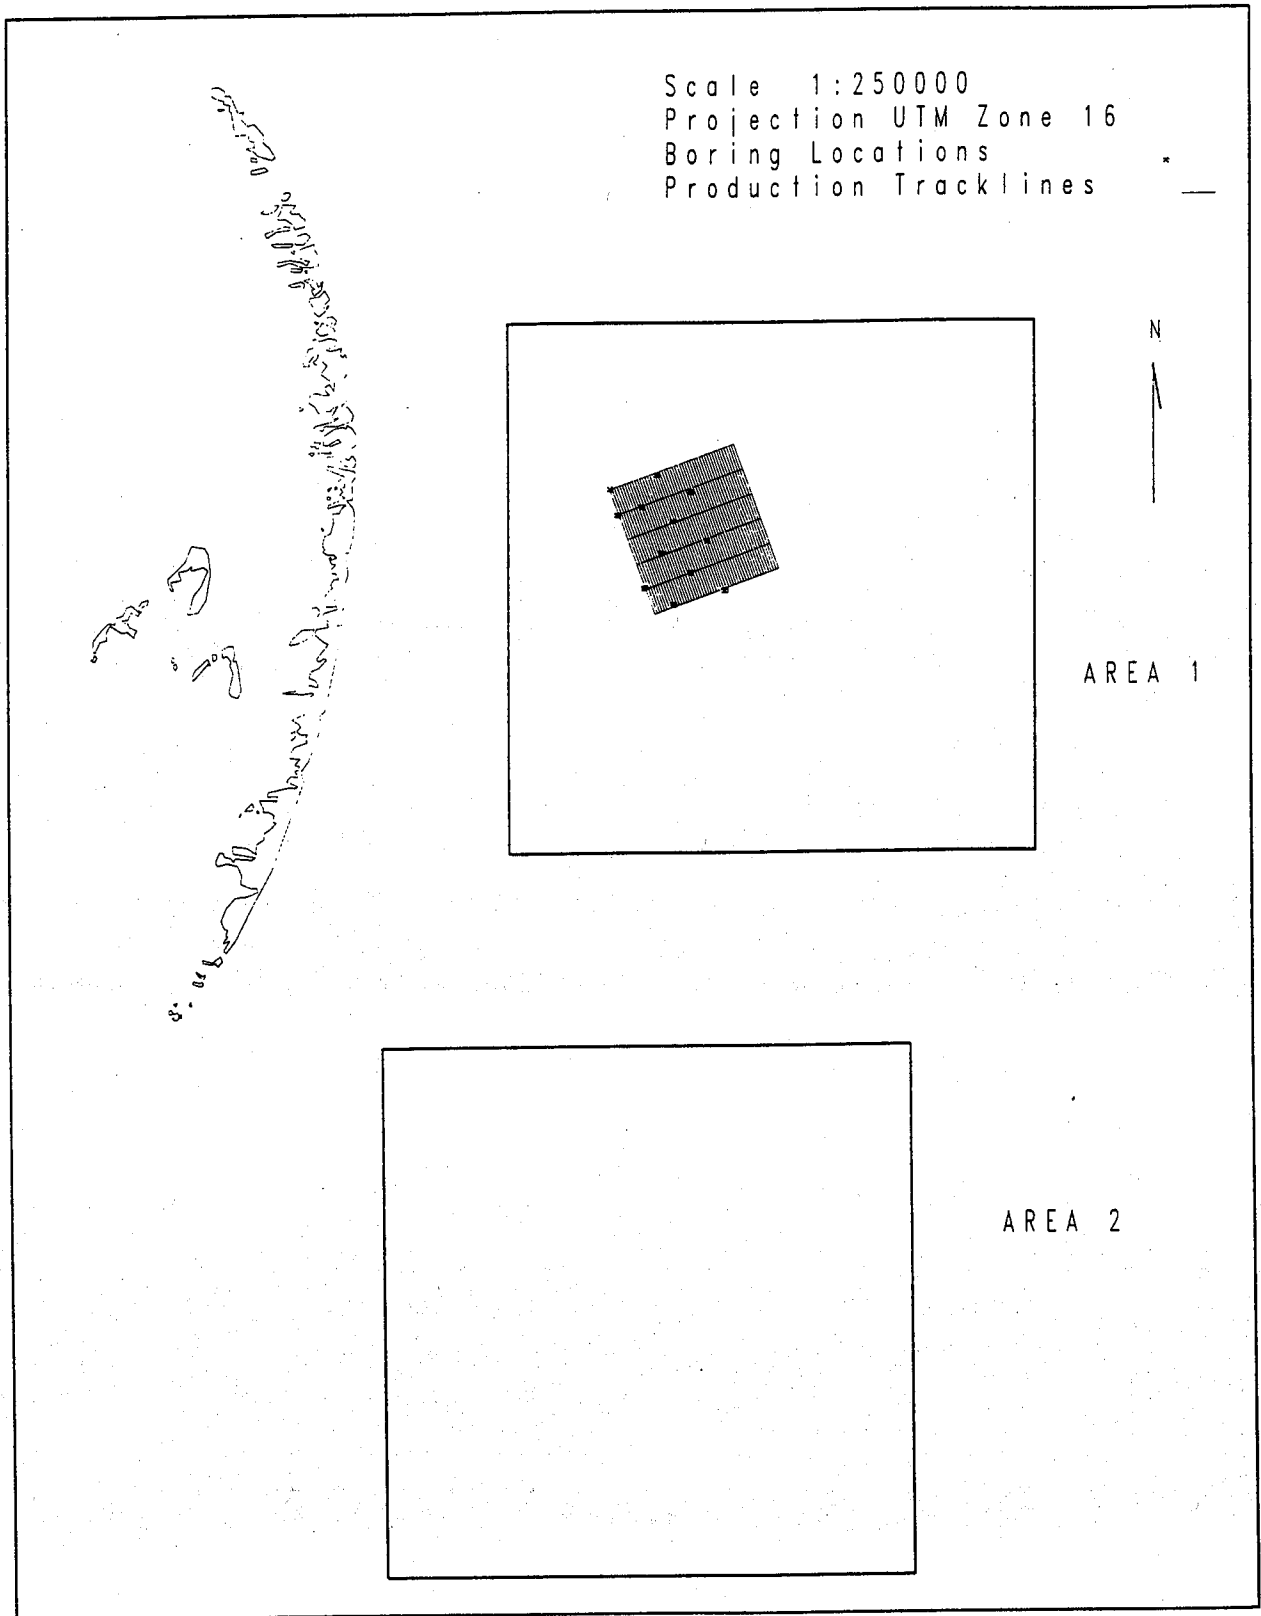 Scale 1:250000
Projection UTM Zone 16
Boring Locations *
Production Tracklines
N
AREA 1
AREA 2